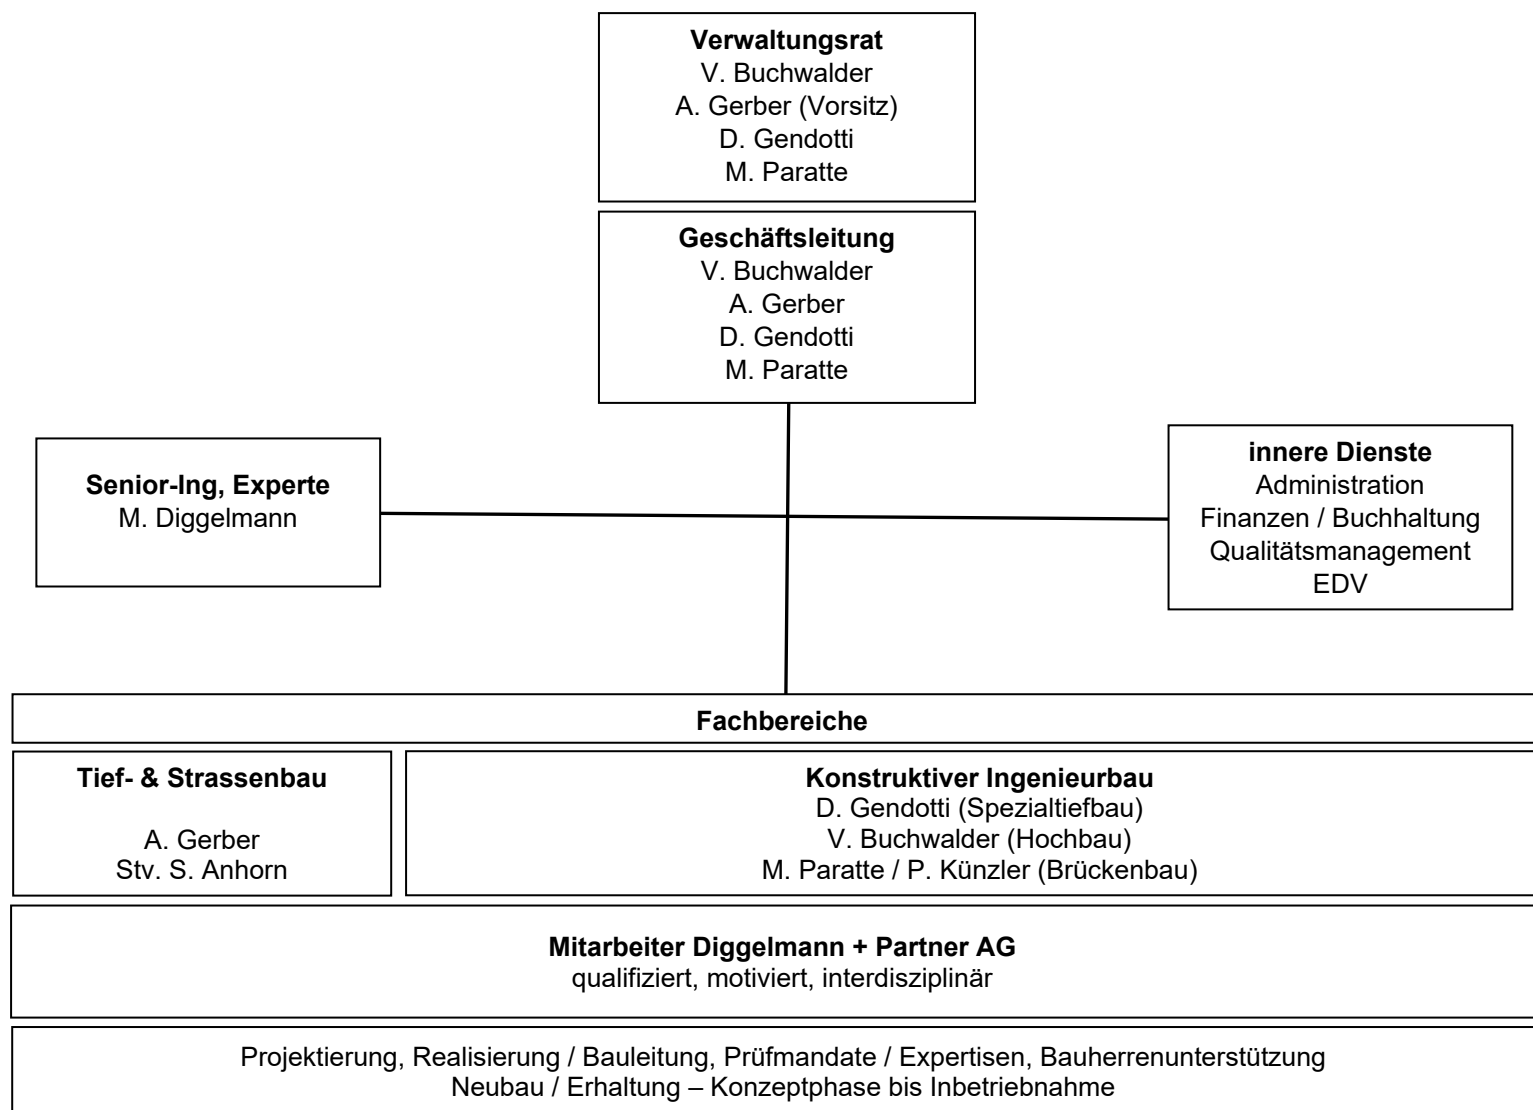 Verwaltungsrat
V. Buchwalder
A. Gerber (Vorsitz)
D. Gendotti
M. Paratte
Geschäftsleitung
V. Buchwalder
A. Gerber
D. Gendotti
M. Paratte
Senior-Ing, Experte
M. Diggelmann
innere Dienste
Administration
Finanzen / Buchhaltung
Qualitätsmanagement
EDV
Fachbereiche
Tief- & Strassenbau
A. Gerber
Stv. S. Anhorn
Konstruktiver Ingenieurbau
D. Gendotti (Spezialtiefbau)
V. Buchwalder (Hochbau)
M. Paratte / P. Künzler (Brückenbau)
Mitarbeiter Diggelmann + Partner AG
qualifiziert, motiviert, interdisziplinär
Projektierung, Realisierung / Bauleitung, Prüfmandate / Expertisen, Bauherrenunterstützung
Neubau / Erhaltung – Konzeptphase bis Inbetriebnahme